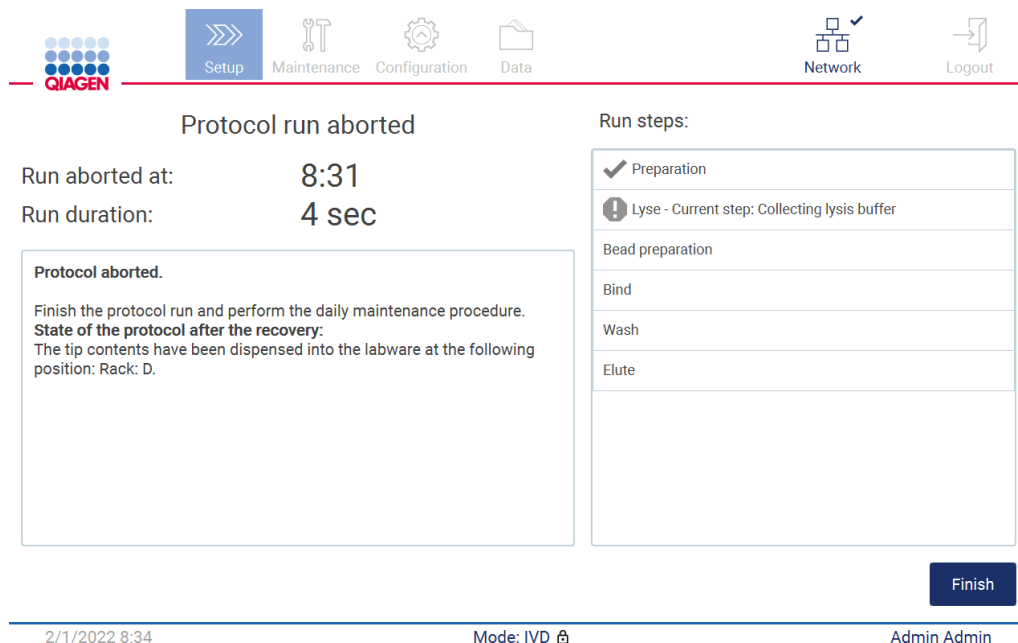 QIAGEN
Setup
Maintenance
Configuration
Data
Network
Logout
Protocol run aborted
Run aborted at: 8:31
Run duration: 4 sec
Protocol aborted.
Finish the protocol run and perform the daily maintenance procedure.
State of the protocol after the recovery:
The tip contents have been dispensed into the labware at the following
position: Rack: D.
Run steps:
Preparation
Lyse - Current step: Collecting lysis buffer
Bead preparation
Bind
Wash
Elute
Finish
2/1/2022 8:34
Mode: IVD
Admin Admin